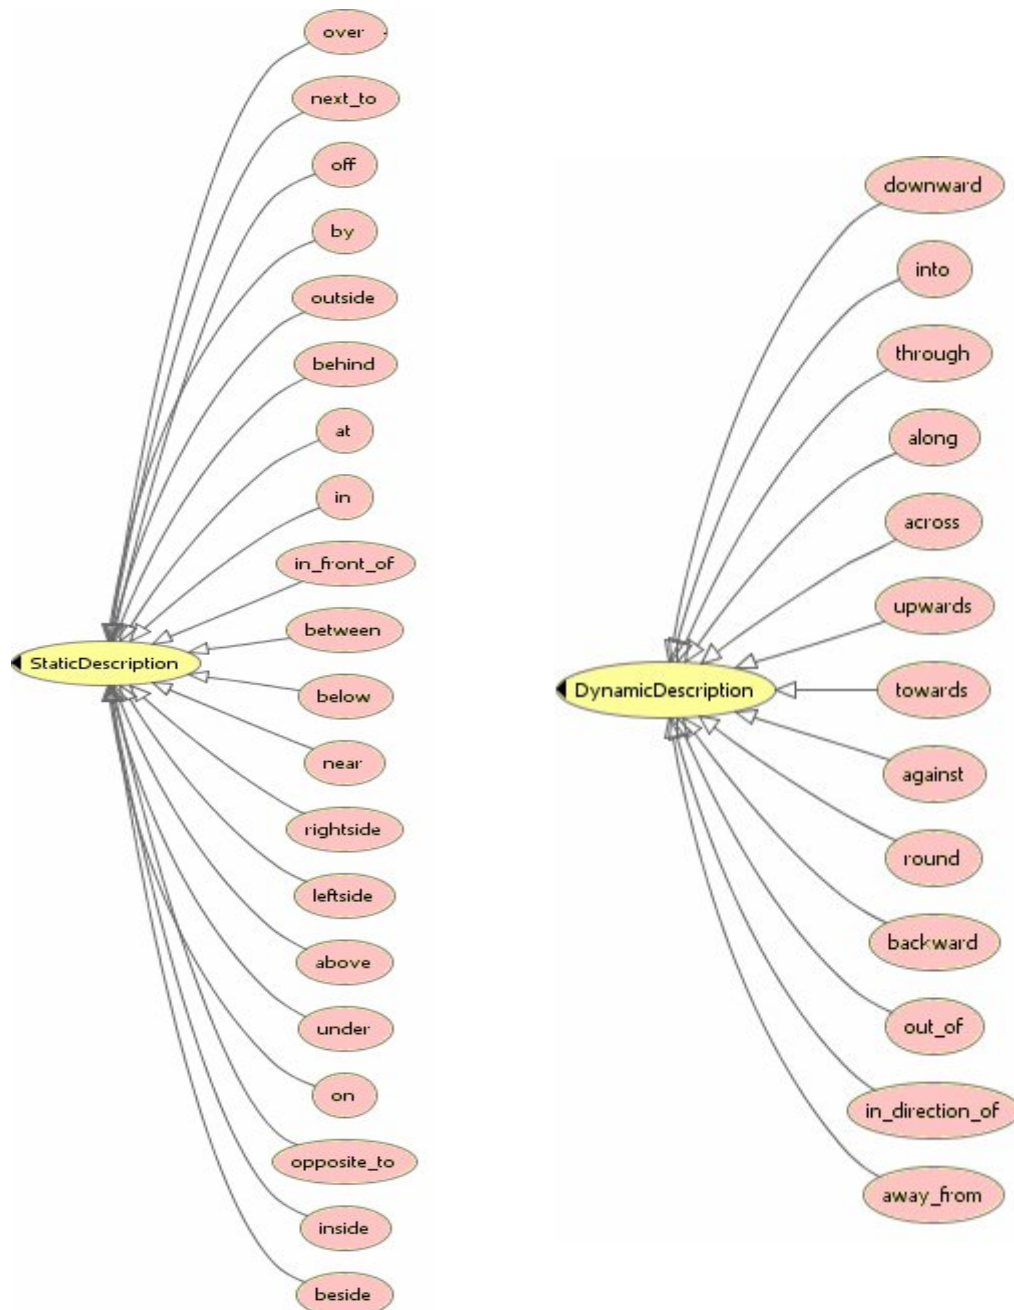 over
next_to
off
by
outside
behind
at
in
in_front_of
between
StaticDescription
below
near
rightside
leftside
above
under
on
opposite_to
inside
beside
downward
into
through
along
across
upwards
DynamicDescription
towards
against
round
backward
out_of
in_direction_of
away_from